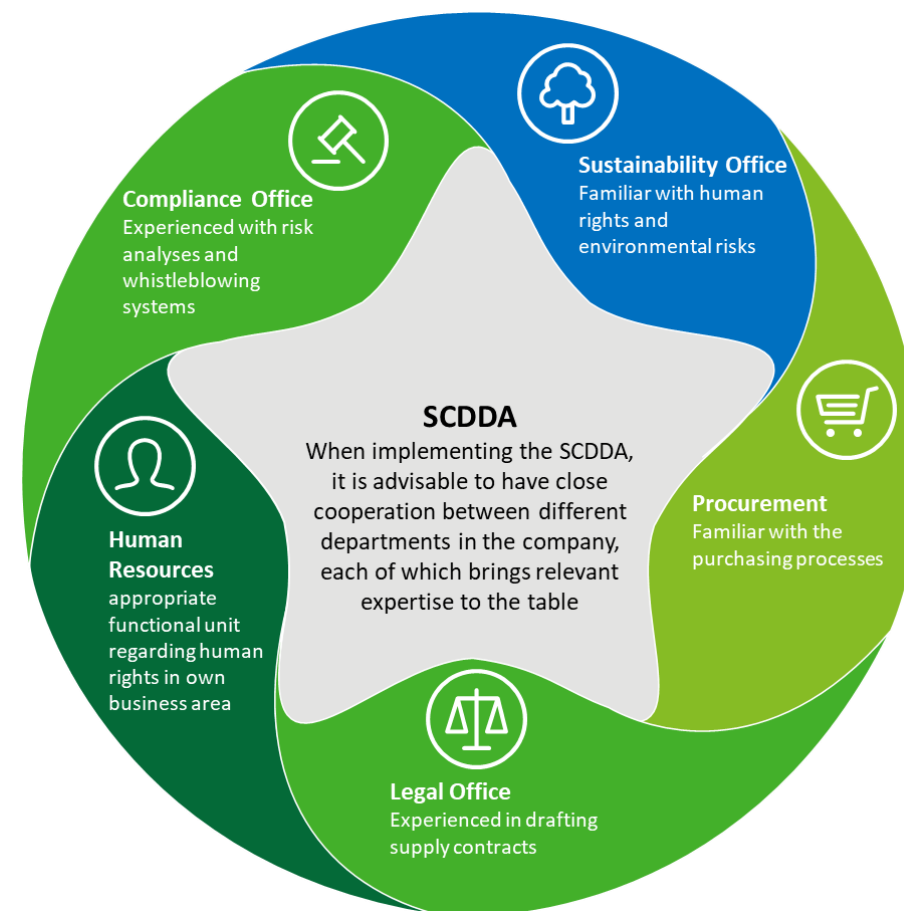 Sustainability Office
Familiar with human
rights and
environmental risks
Compliance Office
Experienced with risk
analyses and
whistleblowing
systems
SCDDA
When implementing the SCDDA,
it is advisable to have close
cooperation between different
departments in the company,
each of which brings relevant
expertise to the table
Procurement
Familiar with the
purchasing processes
Human
Resources
appropriate
functional unit
regarding human
rights in own
business area
Legal Office
Experienced in drafting
supply contracts